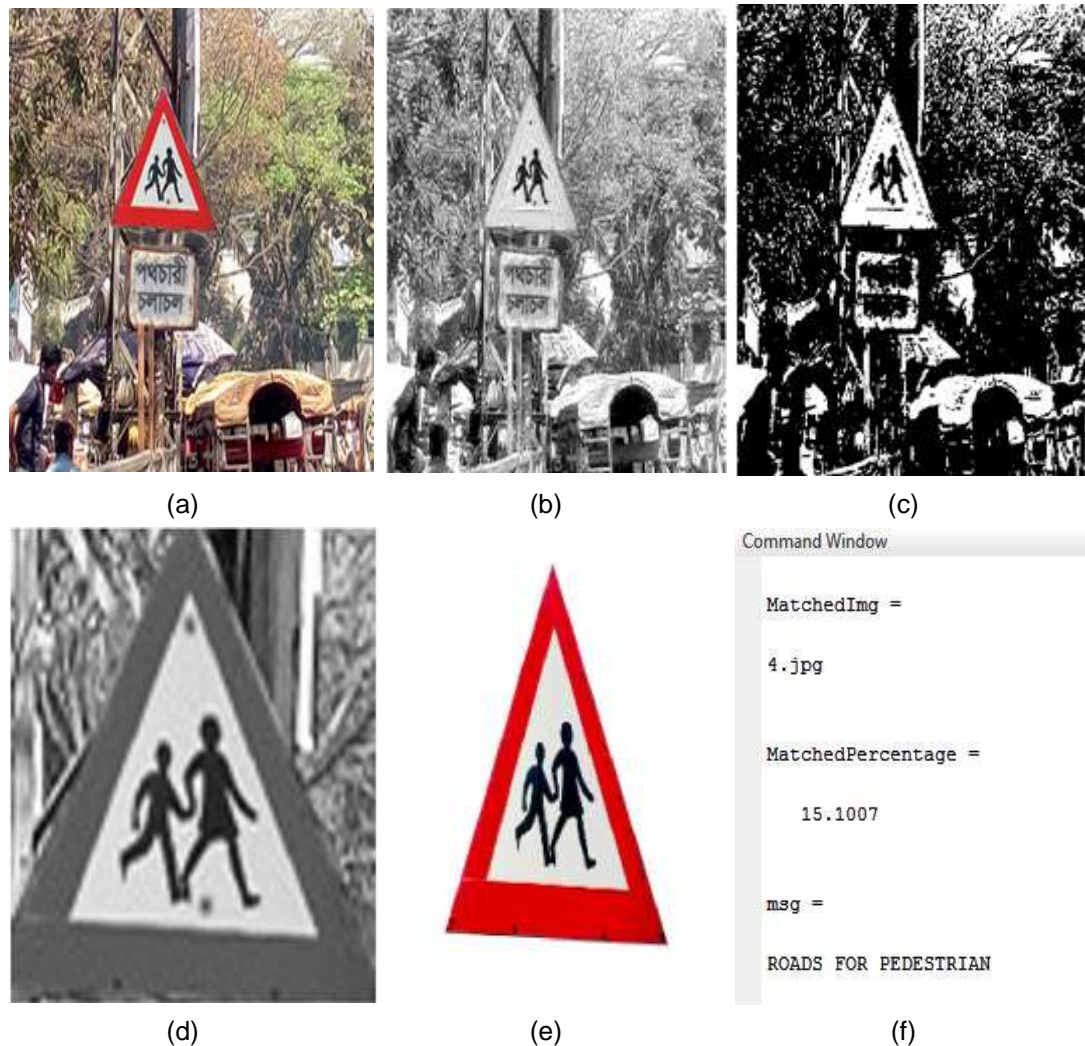 পথচারী
চলাচল
পথচারী
চলাচল
(a)
(b)
(c)
Command Window
MatchedImg =
4.jpg
MatchedPercentage =
15.1007
msg =
ROADS FOR PEDESTRIAN
(d)
(e)
(f)